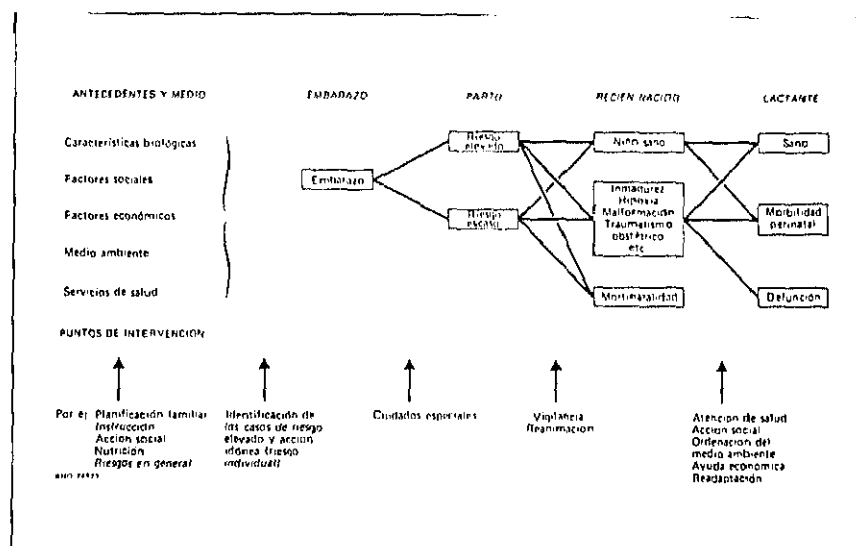 ANTECEDENTES Y MEDIO
EMBARAZO
PARTO
RECIEN NACIDO
LACTANTE
Características biológicas
Factores sociales
Factores económicos
Medio ambiente
Servicios de salud
Embarazo
Riesgo
elevado
Riesgo
escaso
Niño sano
Inmadurez
Hipoxia
Malformación
Traumatismo
obstétrico
etc
Mortinatalidad
Sano
Morbilidad
perinatal
Defunción
PUNTOS DE INTERVENCION
Por ej Planificación familiar
Instrucción
Acción social
Nutrición
Riesgos en general
Identificación de
los casos de riesgo
elevado y acción
idónea (riesgo
individual)
Cuidados especiales
Vigilancia
Reanimación
Atención de salud
Acción social
Ordenación del
medio ambiente
Ayuda económica
Readaptación